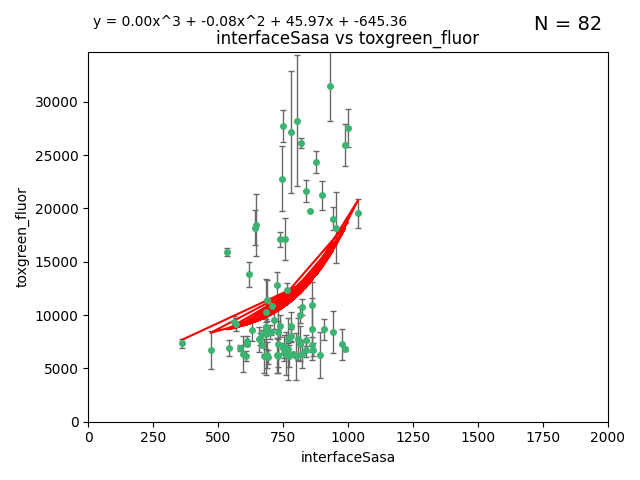 y = 0.00x^3 + -0.08x^2 + 45.97x + -645.36
N = 82
interfaceSasa vs toxgreen_fluor
30000
25000
20000
15000
10000
5000
0
toxgreen_fluor
0 250 500 750 1000 1250 1500 1750 2000
interfaceSasa